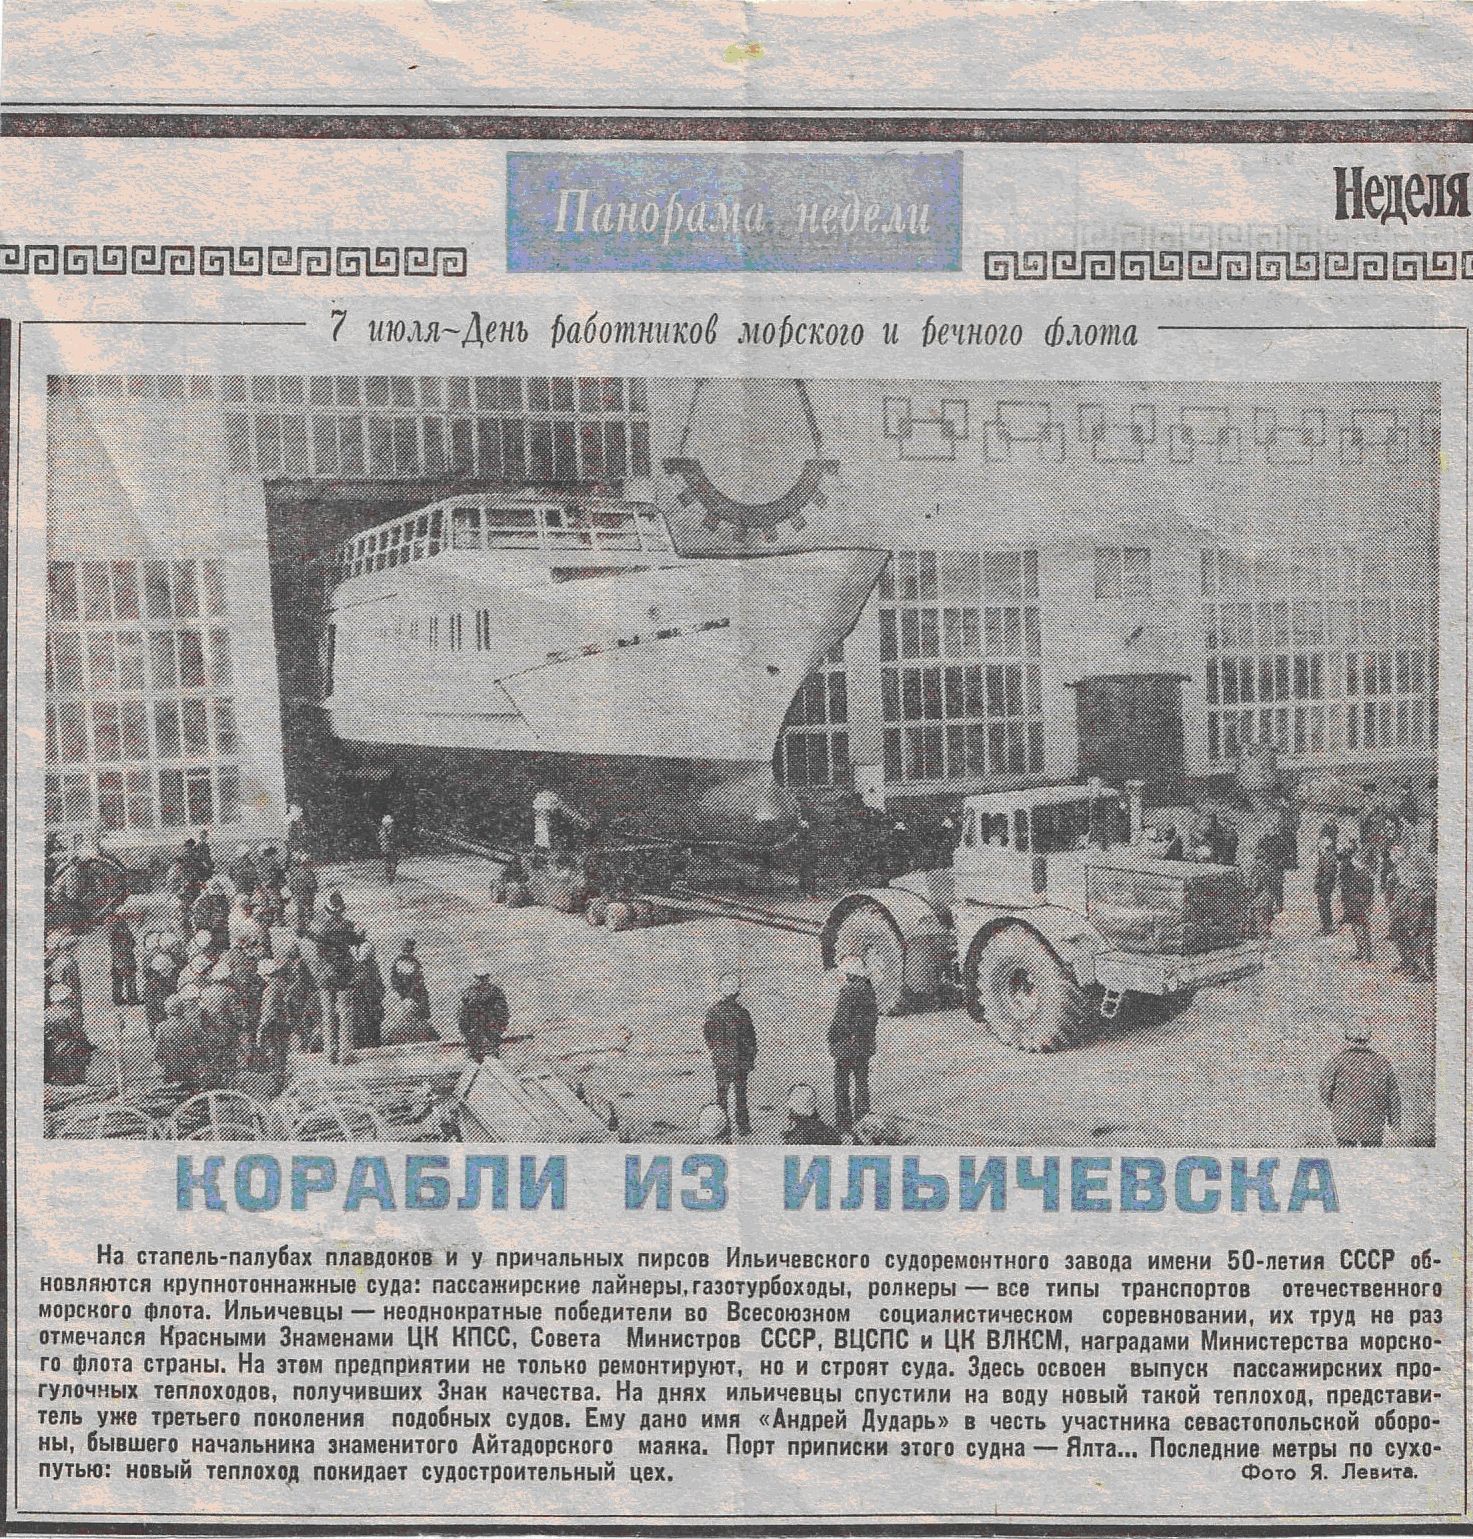 Панорама недели
Неделя
7 июля~День работников морского и речного флота
КОРАБЛИ ИЗ ИЛЬИЧЕВСКА
На стапель-палубах плавдоков и у причальных пирсов Ильичевского судоремонтного завода имени 50-летия СССР об-
новляются крупнотоннажные суда: пассажирские лайнеры, газотурбоходы, ролкеры — все типы транспортов отечественного
морского флота. Ильичевцы — неоднократные победители во Всесоюзном социалистическом соревновании, их труд не раз
отмечался Красными Знаменами ЦК КПСС, Совета Министров СССР, ВЦСПС и ЦК ВЛКСМ, наградами Министерства морско-
го флота страны. На этом предприятии не только ремонтируют, но и строят суда. Здесь освоен выпуск пассажирских про-
гулочных теплоходов, получивших Знак качества. На днях ильичевцы спустили на воду новый такой теплоход, представи-
тель уже третьего поколения подобных судов. Ему дано имя «Андрей Дударь» в честь участника севастопольской оборо-
ны, бывшего начальника знаменитого Айтадорского маяка. Порт приписки этого судна — Ялта... Последние метры по сухо-
путью: новый теплоход покидает судостроительный цех.
Фото Я. Левита.